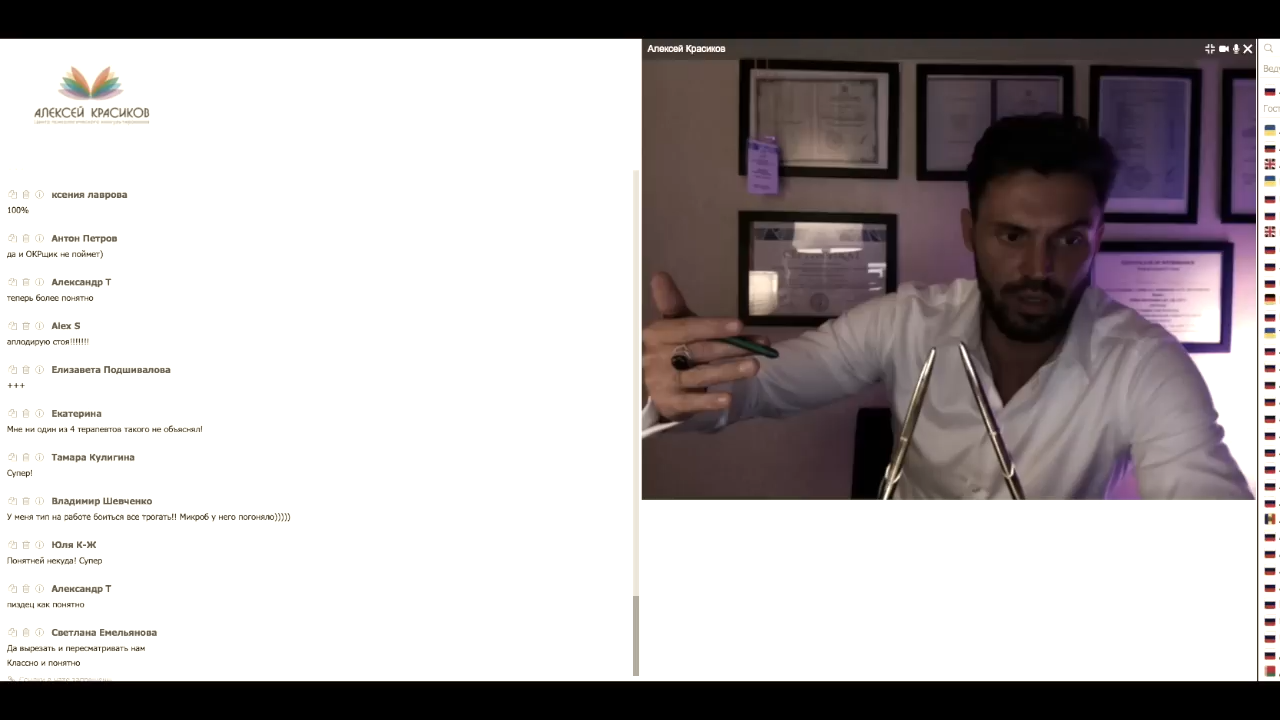 АЛЕКСЕЙ КРАСИКОВ
ксения лаврова
100%
Антон Петров
да и ОКРщик не поймет)
Александр Т
теперь более понятно
Alex S
аплодирую стоя!!!!!!!
Елизавета Подшивалова
+++
Екатерина
Мне ни один из 4 терапевтов такого не объяснял!
Тамара Кулигина
Супер!
Владимир Шевченко
У меня тип на работе боиться все трогать!! Микроб у него погоняло)))))
Юля К-Ж
Понятней некуда! Супер
Александр Т
пиздец как понятно
Светлана Емельянова
Да вырезать и пересматривать нам
Классно и понятно
Алексей Красиков